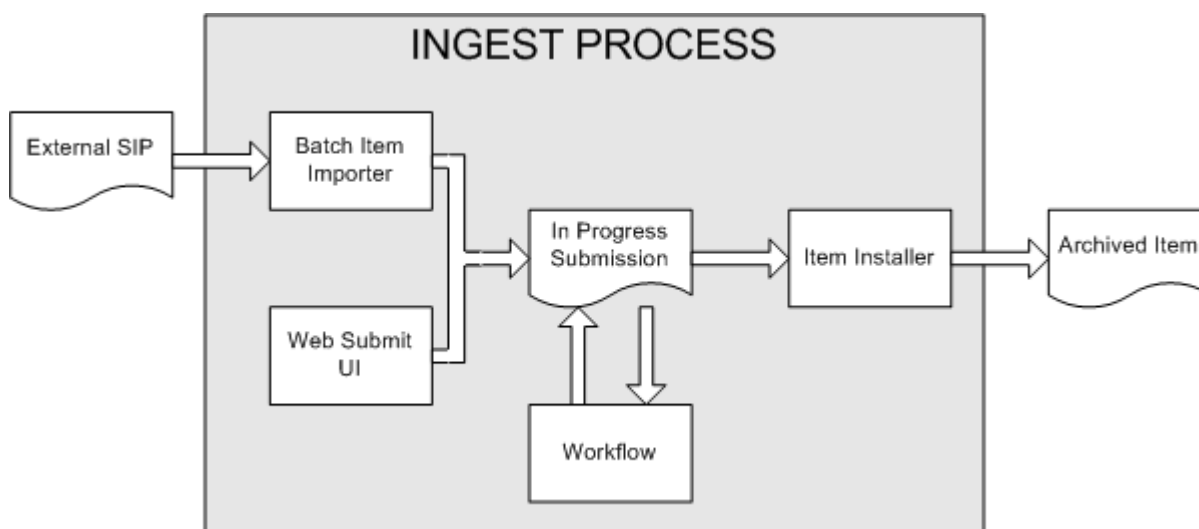 INGEST PROCESS
External SIP
Batch Item
Importer
In Progress
Submission
Item Installer
Archived Item
Web Submit
UI
Workflow